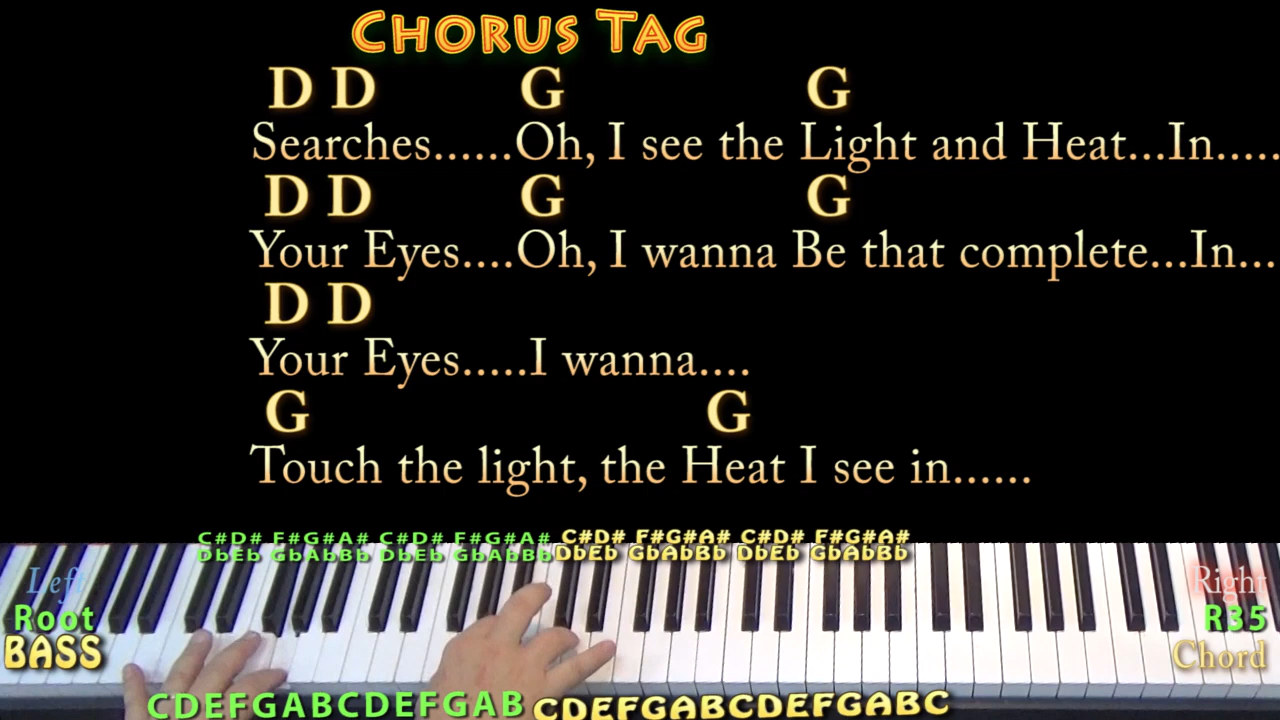 CHORUS TAG
D D G G
Searches......Oh, I see the Light and Heat...In.....
D D G G
Your Eyes....Oh, I wanna Be that complete...In...
D D
Your Eyes.....I wanna....
G G
Touch the light, the Heat I see in......
C#D# F#G#A# C#D# F#G#A# C#D# F#G#A# C#D# F#G#A#
DbEb GbAbBb DbEb GbAbBb DbEb GbAbBb DbEb GbAbBb
Left
Root
BASS
Right
R35
Chord
CDEFGABCDEFGAB CDEFGABCDEFGABC